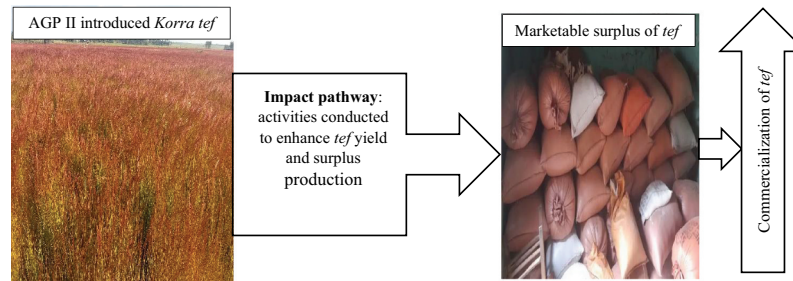 AGP II introduced Korra tef
Impact pathway:
activities conducted
to enhance tef yield
and surplus
production
Marketable surplus of tef
Commercialization of tef